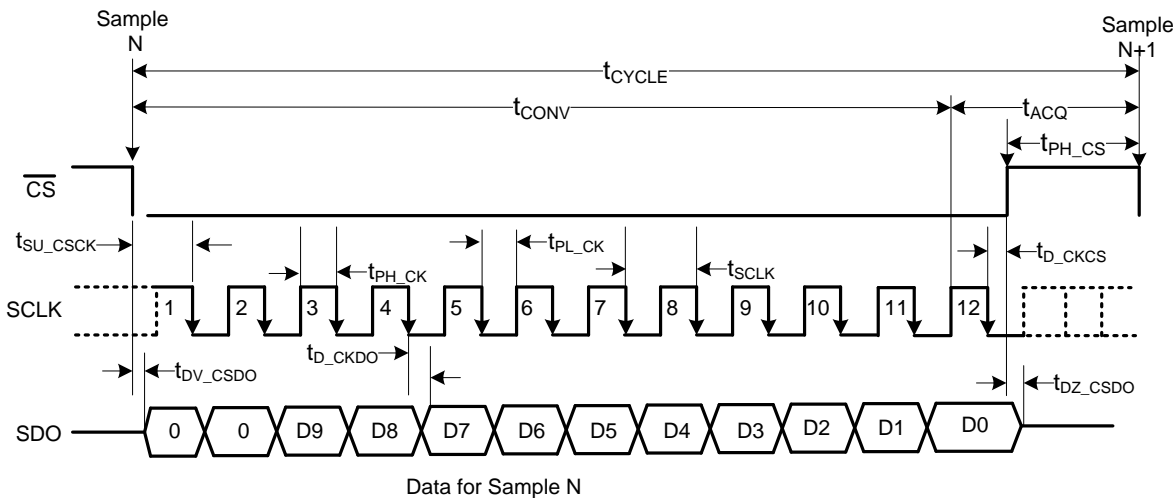 Sample
N
Sample
N+1
tCYCLE
tCONV
tACQ
tPH_CS
CS
tSU_CSCK
tPL_CK
tD_CKCS
tPH_CK
tSCLK
SCLK
1 2 3 4 5 6 7 8 9 10 11 12
tD_CKDO
tDV_CSDO
tDZ_CSDO
SDO
0 0 D9 D8 D7 D6 D5 D4 D3 D2 D1 D0
Data for Sample N